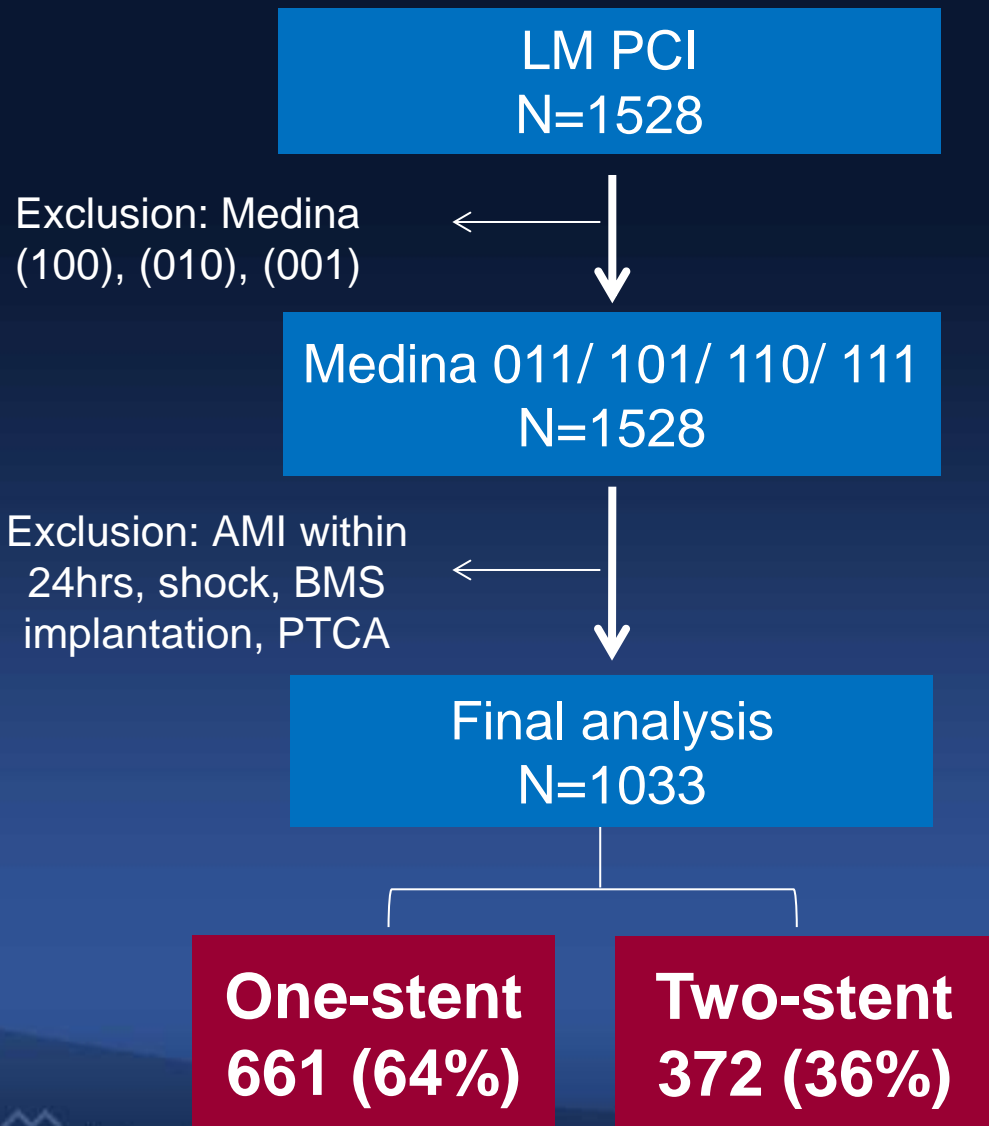 LM PCI
N=1528
Exclusion: Medina
(100), (010), (001)
Medina 011/ 101/ 110/ 111
N=1528
Exclusion: AMI within
24hrs, shock, BMS
implantation, PTCA
Final analysis
N=1033
One-stent
661 (64%)
Two-stent
372 (36%)